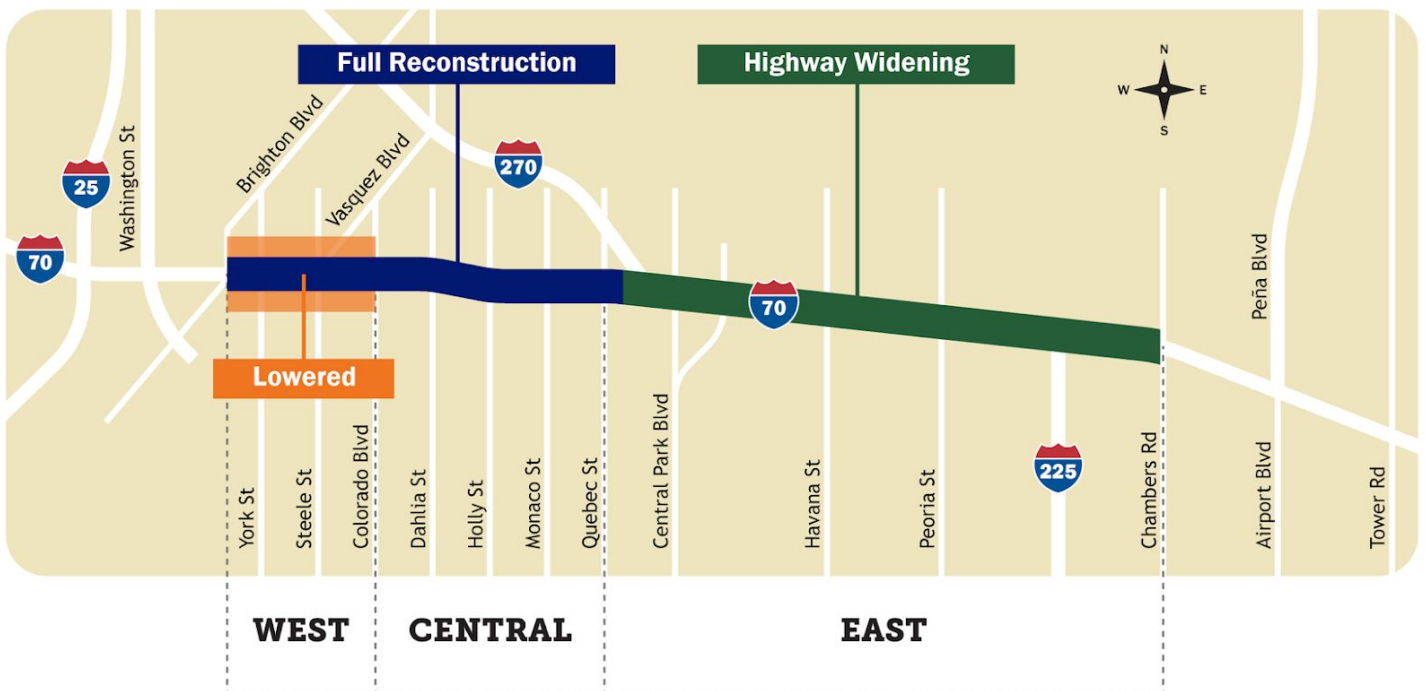 Full Reconstruction
Highway Widening
N
W
E
S
Brighton Blvd
Vasquez Blvd
Washington St
25
270
70
Peña Blvd
70
Lowered
York St
Steele St
Colorado Blvd
Dahlia St
Holly St
Monaco St
Quebec St
Central Park Blvd
Havana St
Peoria St
225
Chambers Rd
Airport Blvd
Tower Rd
WEST
CENTRAL
EAST